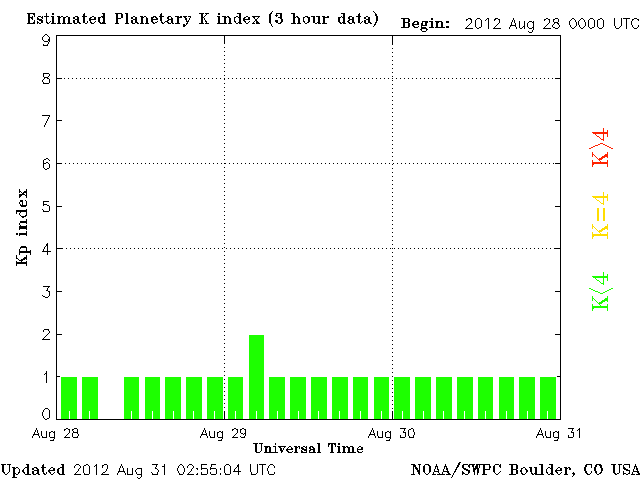 Estimated Planetary K index (3 hour data) Begin: 2012 Aug 28 0000 UTC
9
8
7
6
5
4
3
2
1
0
Kp index
K>4
K=4
K<4
Aug 28 Aug 29 Aug 30 Aug 31
Universal Time
Updated 2012 Aug 31 02:55:04 UTC NOAA/SWPC Boulder, CO USA